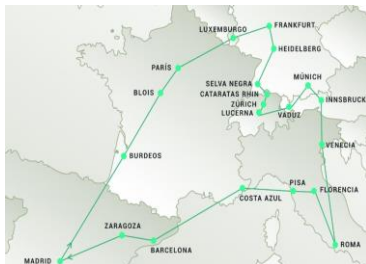 LUXEMBURGO
FRANKFURT
HEIDELBERG
PARÍS
SELVA NEGRA
MÚNICH
BLOIS
CATARATAS RHIN
ZÚRICH
INNSBRUCK
LUCERNA
VADUZ
VENECIA
BURDEOS
PISA
COSTA AZUL
FLORENCIA
ZARAGOZA
BARCELONA
ROMA
MADRID